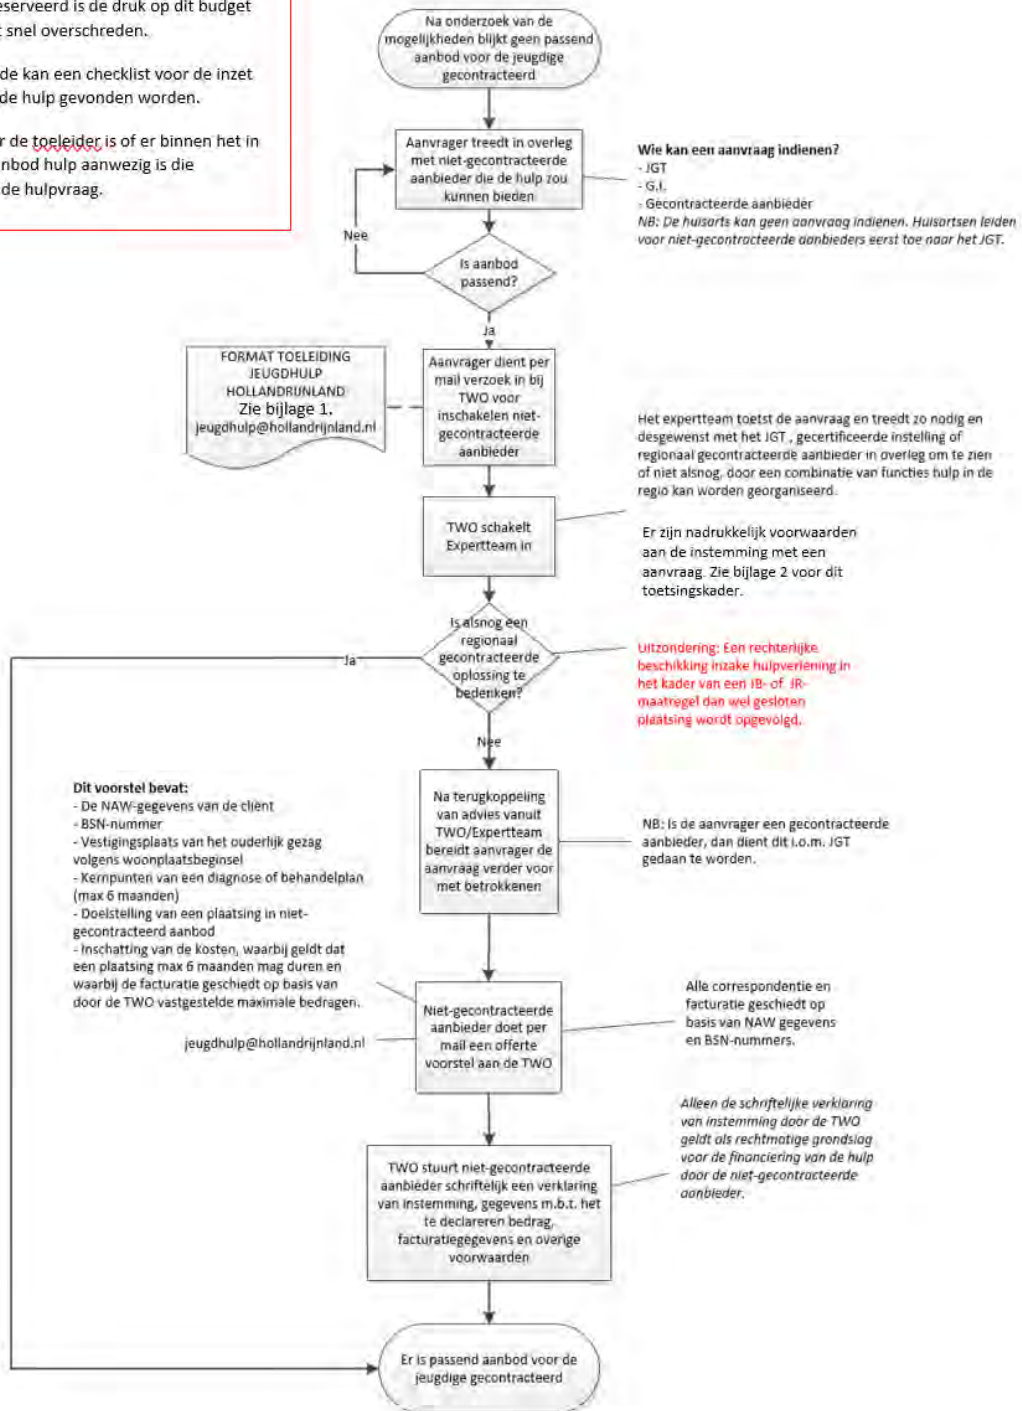 eserveerd is de druk op dit budget
t snel overschreden.
de kan een checklist voor de inzet
de hulp gevonden worden.
r de toeleider is of er binnen het in
anbod hulp aanwezig is die
de hulpvraag.
Na onderzoek van de
mogelijkheden blijkt geen passend
aanbod voor de jeugdige
gecontracteerd
Aanvrager treedt in overleg
met niet-gecontracteerde
aanbieder die de hulp zou
kunnen bieden
Wie kan een aanvraag indienen?
- JGT
- G.I.
- Gecontracteerde aanbieder
NB: De huisarts kan geen aanvraag indienen. Huisartsen leiden
voor niet-gecontracteerde aanbieders eerst toe naar het JGT.
Nee
Is aanbod
passend?
Ja
FORMAT TOELEIDING
JEUGDHULP
HOLLANDRIJNLAND
Zie bijlage 1.
jeugdhulp@hollandrijnland.nl
Aanvrager dient per
mail verzoek in bij
TWO voor
inschakelen niet-
gecontracteerde
aanbieder
Het expertteam toetst de aanvraag en treedt zo nodig en
desgewenst met het JGT , gecertificeerde instelling of
regionaal gecontracteerde aanbieder in overleg om te zien
of niet alsnog, door een combinatie van functies hulp in de
regio kan worden georganiseerd.
TWO schakelt
Expertteam in
Er zijn nadrukkelijk voorwaarden
aan de instemming met een
aanvraag. Zie bijlage 2 voor dit
toetsingskader.
Is alsnog een
regionaal
gecontracteerde
oplossing te
bedenken?
Ja
Uitzondering: Een rechterlijke
beschikking inzake hulpverlening in
het kader van een JB- of JR-
maatregel dan wel gesloten
plaatsing wordt opgevolgd.
Nee
Na terugkoppeling
van advies vanuit
TWO/Expertteam
bereidt aanvrager de
aanvraag verder voor
met betrokkenen
NB: Is de aanvrager een gecontracteerde
aanbieder, dan dient dit i.o.m. JGT
gedaan te worden.
Dit voorstel bevat:
- De NAW-gegevens van de cliënt
- BSN-nummer
- Vestigingsplaats van het ouderlijk gezag
volgens woonplaatsbeginsel
- Kernpunten van een diagnose of behandelplan
(max 6 maanden)
- Doelstelling van een plaatsing in niet-
gecontracteerd aanbod
- Inschatting van de kosten, waarbij geldt dat
een plaatsing max 6 maanden mag duren en
waarbij de facturatie geschiedt op basis van
door de TWO vastgestelde maximale bedragen.
jeugdhulp@hollandrijnland.nl
Niet-gecontracteerde
aanbieder doet per
mail een offerte
voorstel aan de TWO
Alle correspondentie en
facturatie geschiedt op
basis van NAW gegevens
en BSN-nummers.
Alleen de schriftelijke verklaring
van instemming door de TWO
geldt als rechtmatige grondslag
voor de financiering van de hulp
door de niet-gecontracteerde
aanbieder.
TWO stuurt niet-gecontracteerde
aanbieder schriftelijk een verklaring
van instemming, gegevens m.b.t. het
te declareren bedrag,
facturatiegegevens en overige
voorwaarden
Er is passend aanbod voor de
jeugdige gecontracteerd